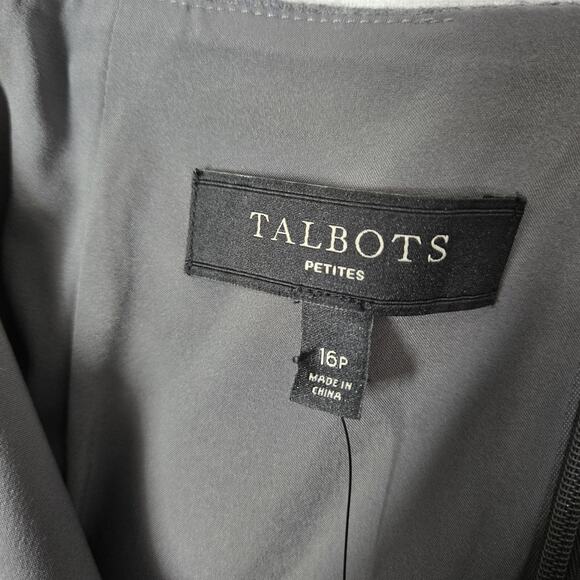 TALBOTS
PETITES
16P
MADE IN
CHINA